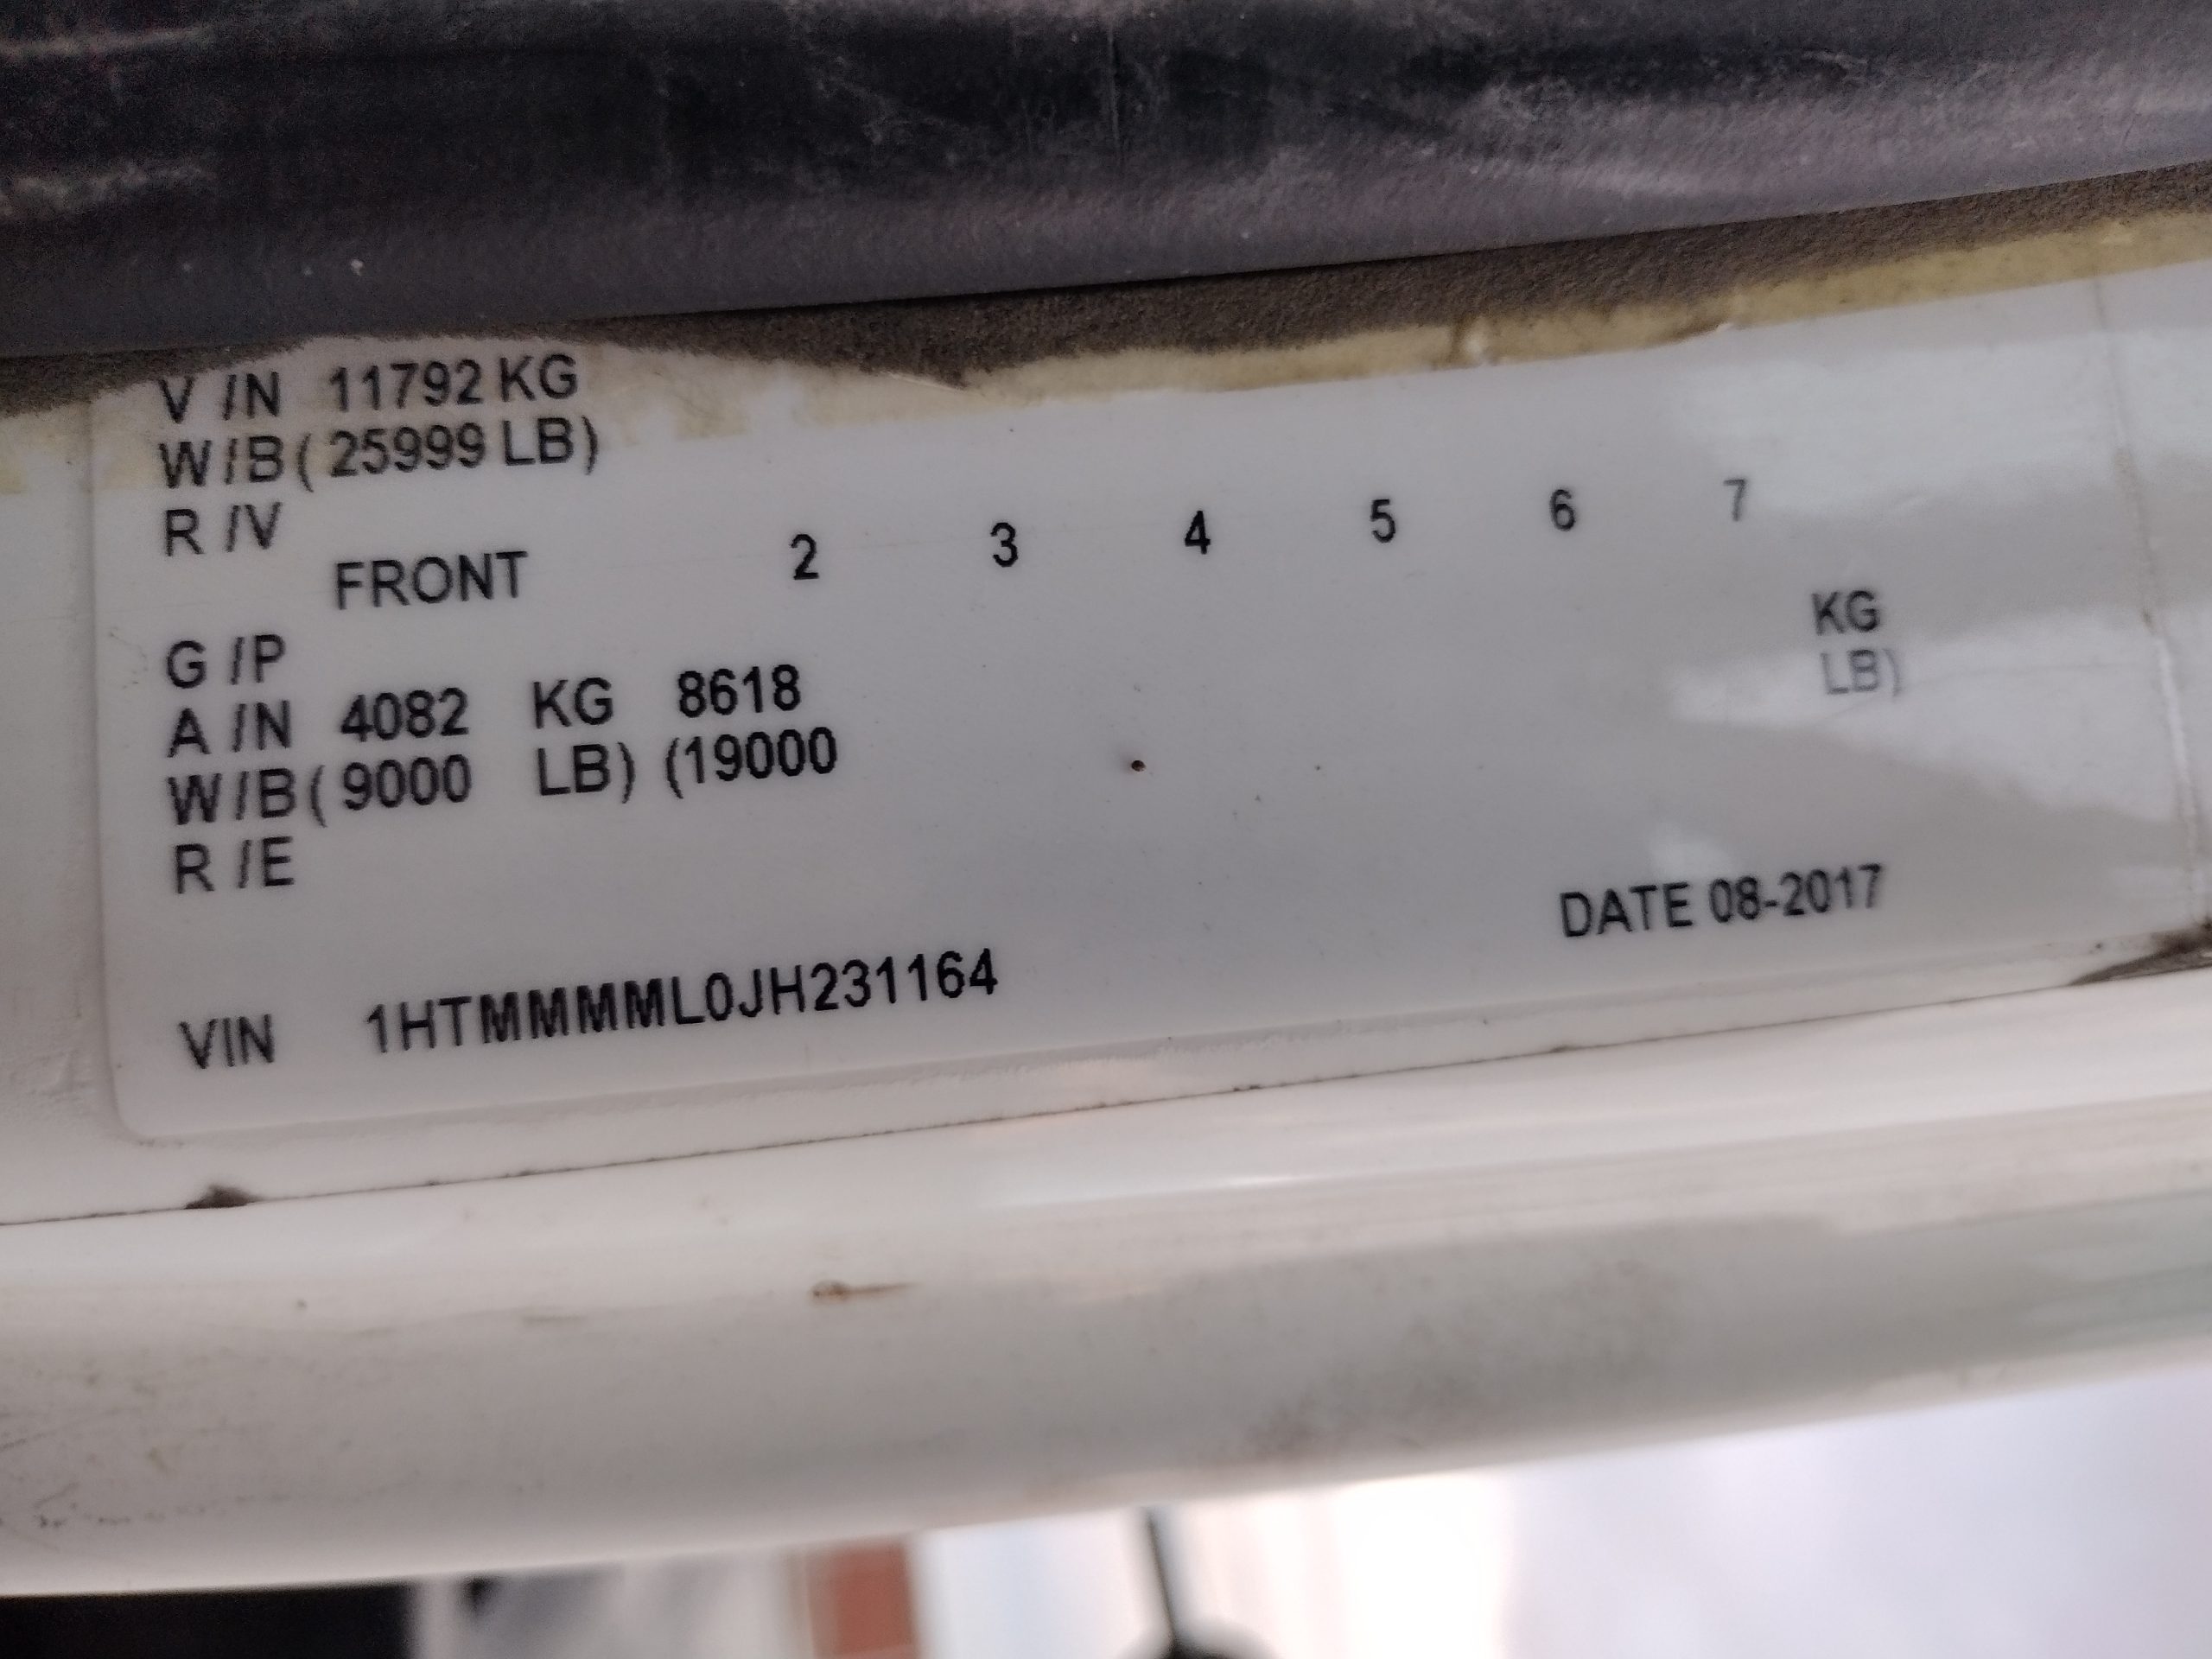 V /N 11792 KG
W/B ( 25999 LB)
R /V
FRONT 2 3 4 5 6 7
G /P KG
LB)
A /N 4082 KG 8618
W/B ( 9000 LB) (19000
R /E
DATE 08-2017
VIN 1HTMMMML0JH231164